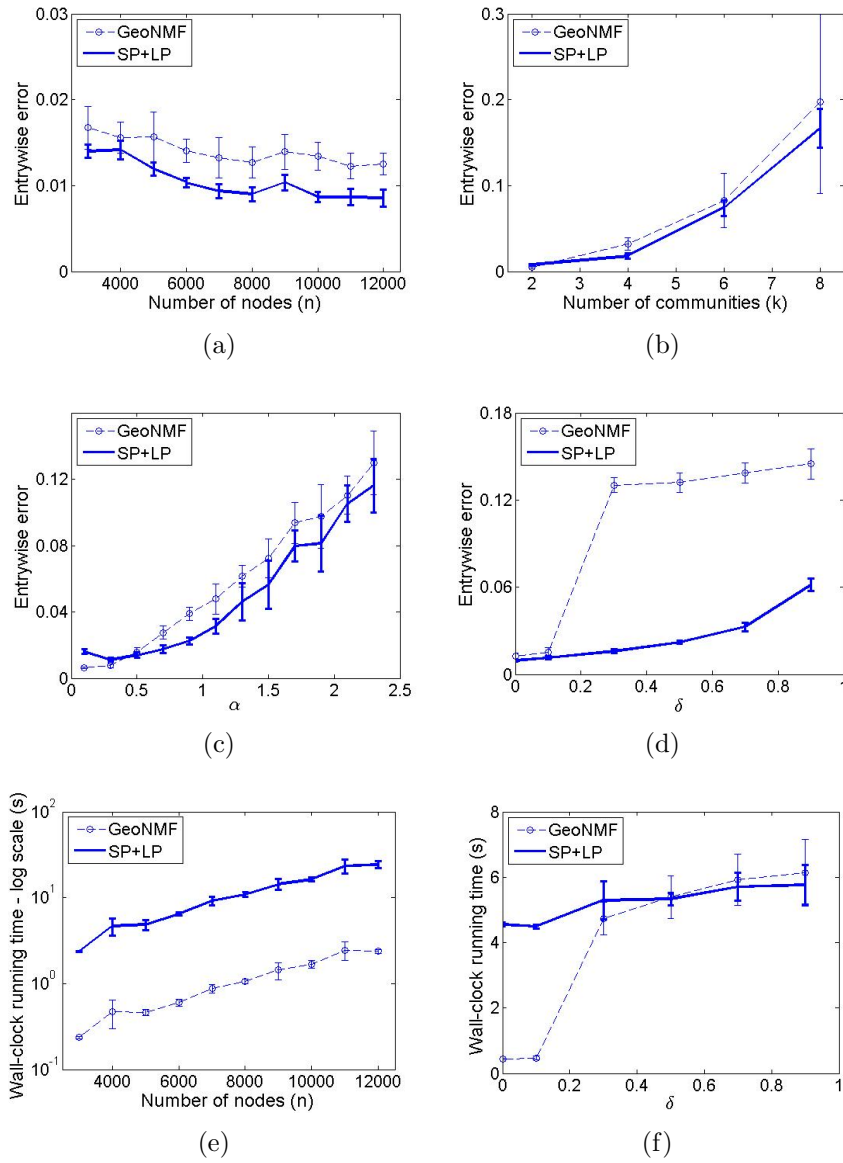 GeoNMF
SP+LP
Entrywise error
0.03
0.02
0.01
0
4000 6000 8000 10000 12000
Number of nodes (n)
(a)
GeoNMF
SP+LP
Entrywise error
0.3
0.2
0.1
0
2 3 4 5 6 7 8
Number of communities (k)
(b)
GeoNMF
SP+LP
Entrywise error
0.12
0.08
0.04
0
0 0.5 1 1.5 2 2.5
α
(c)
GeoNMF
SP+LP
Entrywise error
0.18
0.12
0.06
0
0 0.2 0.4 0.6 0.8 1
δ
(d)
GeoNMF
SP+LP
Wall-clock running time - log scale (s)
10^2
10^1
10^0
10^-1
4000 6000 8000 10000 12000
Number of nodes (n)
(e)
GeoNMF
SP+LP
Wall-clock running time (s)
8
6
4
2
0
0 0.2 0.4 0.6 0.8 1
δ
(f)